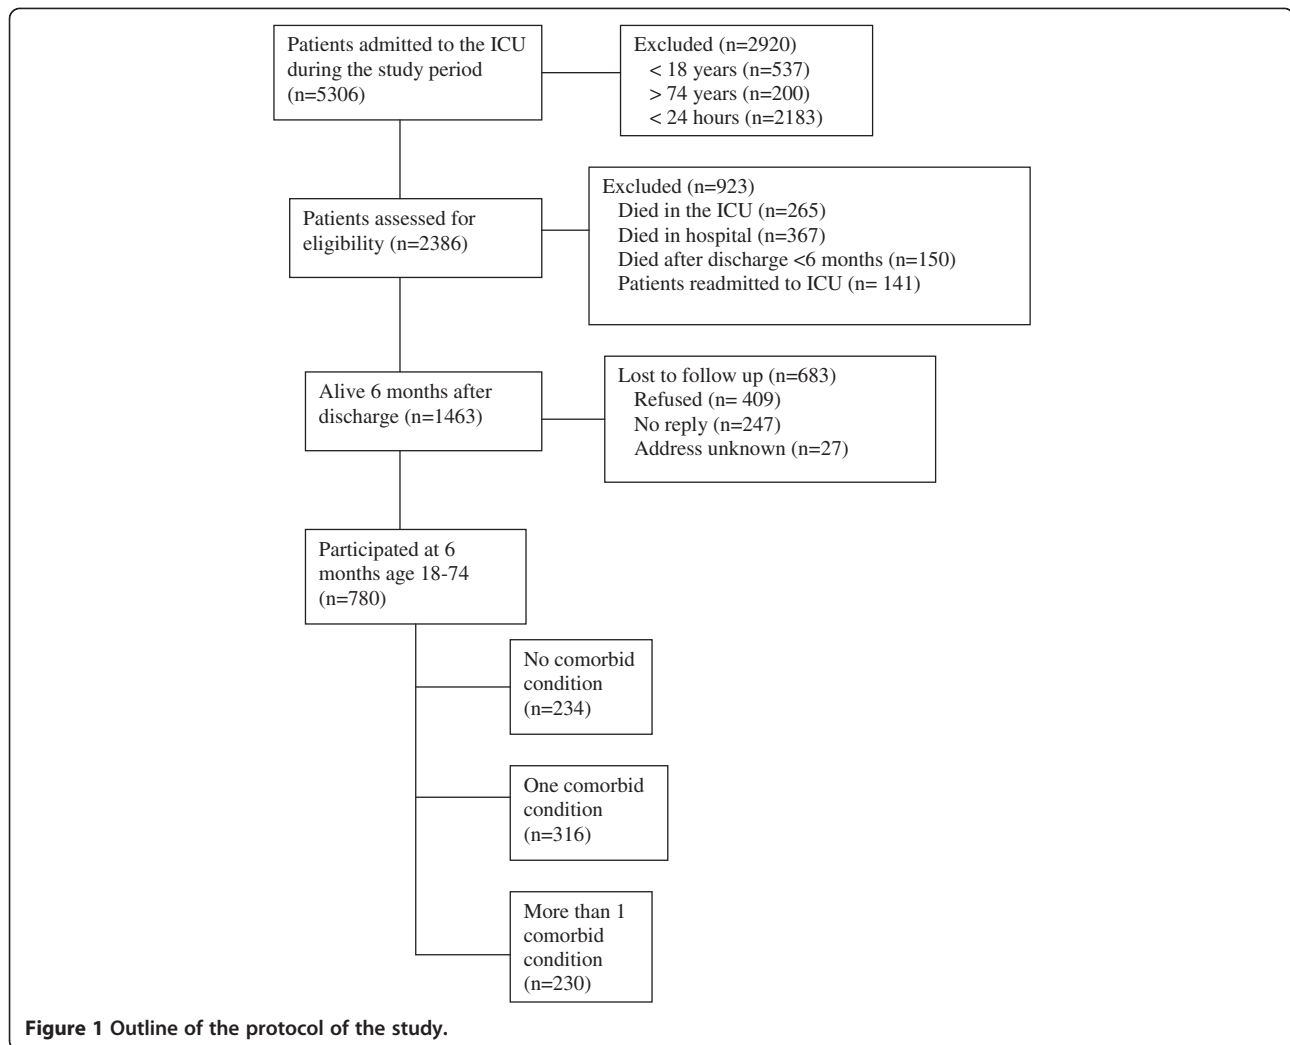 Patients admitted to the ICU
during the study period
(n=5306)
Excluded (n=2920)
< 18 years (n=537)
> 74 years (n=200)
< 24 hours (n=2183)
Patients assessed for
eligibility (n=2386)
Excluded (n=923)
Died in the ICU (n=265)
Died in hospital (n=367)
Died after discharge <6 months (n=150)
Patients readmitted to ICU (n= 141)
Alive 6 months after
discharge (n=1463)
Lost to follow up (n=683)
Refused (n= 409)
No reply (n=247)
Address unknown (n=27)
Participated at 6
months age 18-74
(n=780)
No comorbid
condition
(n=234)
One comorbid
condition
(n=316)
More than 1
comorbid
condition
(n=230)
Figure 1 Outline of the protocol of the study.